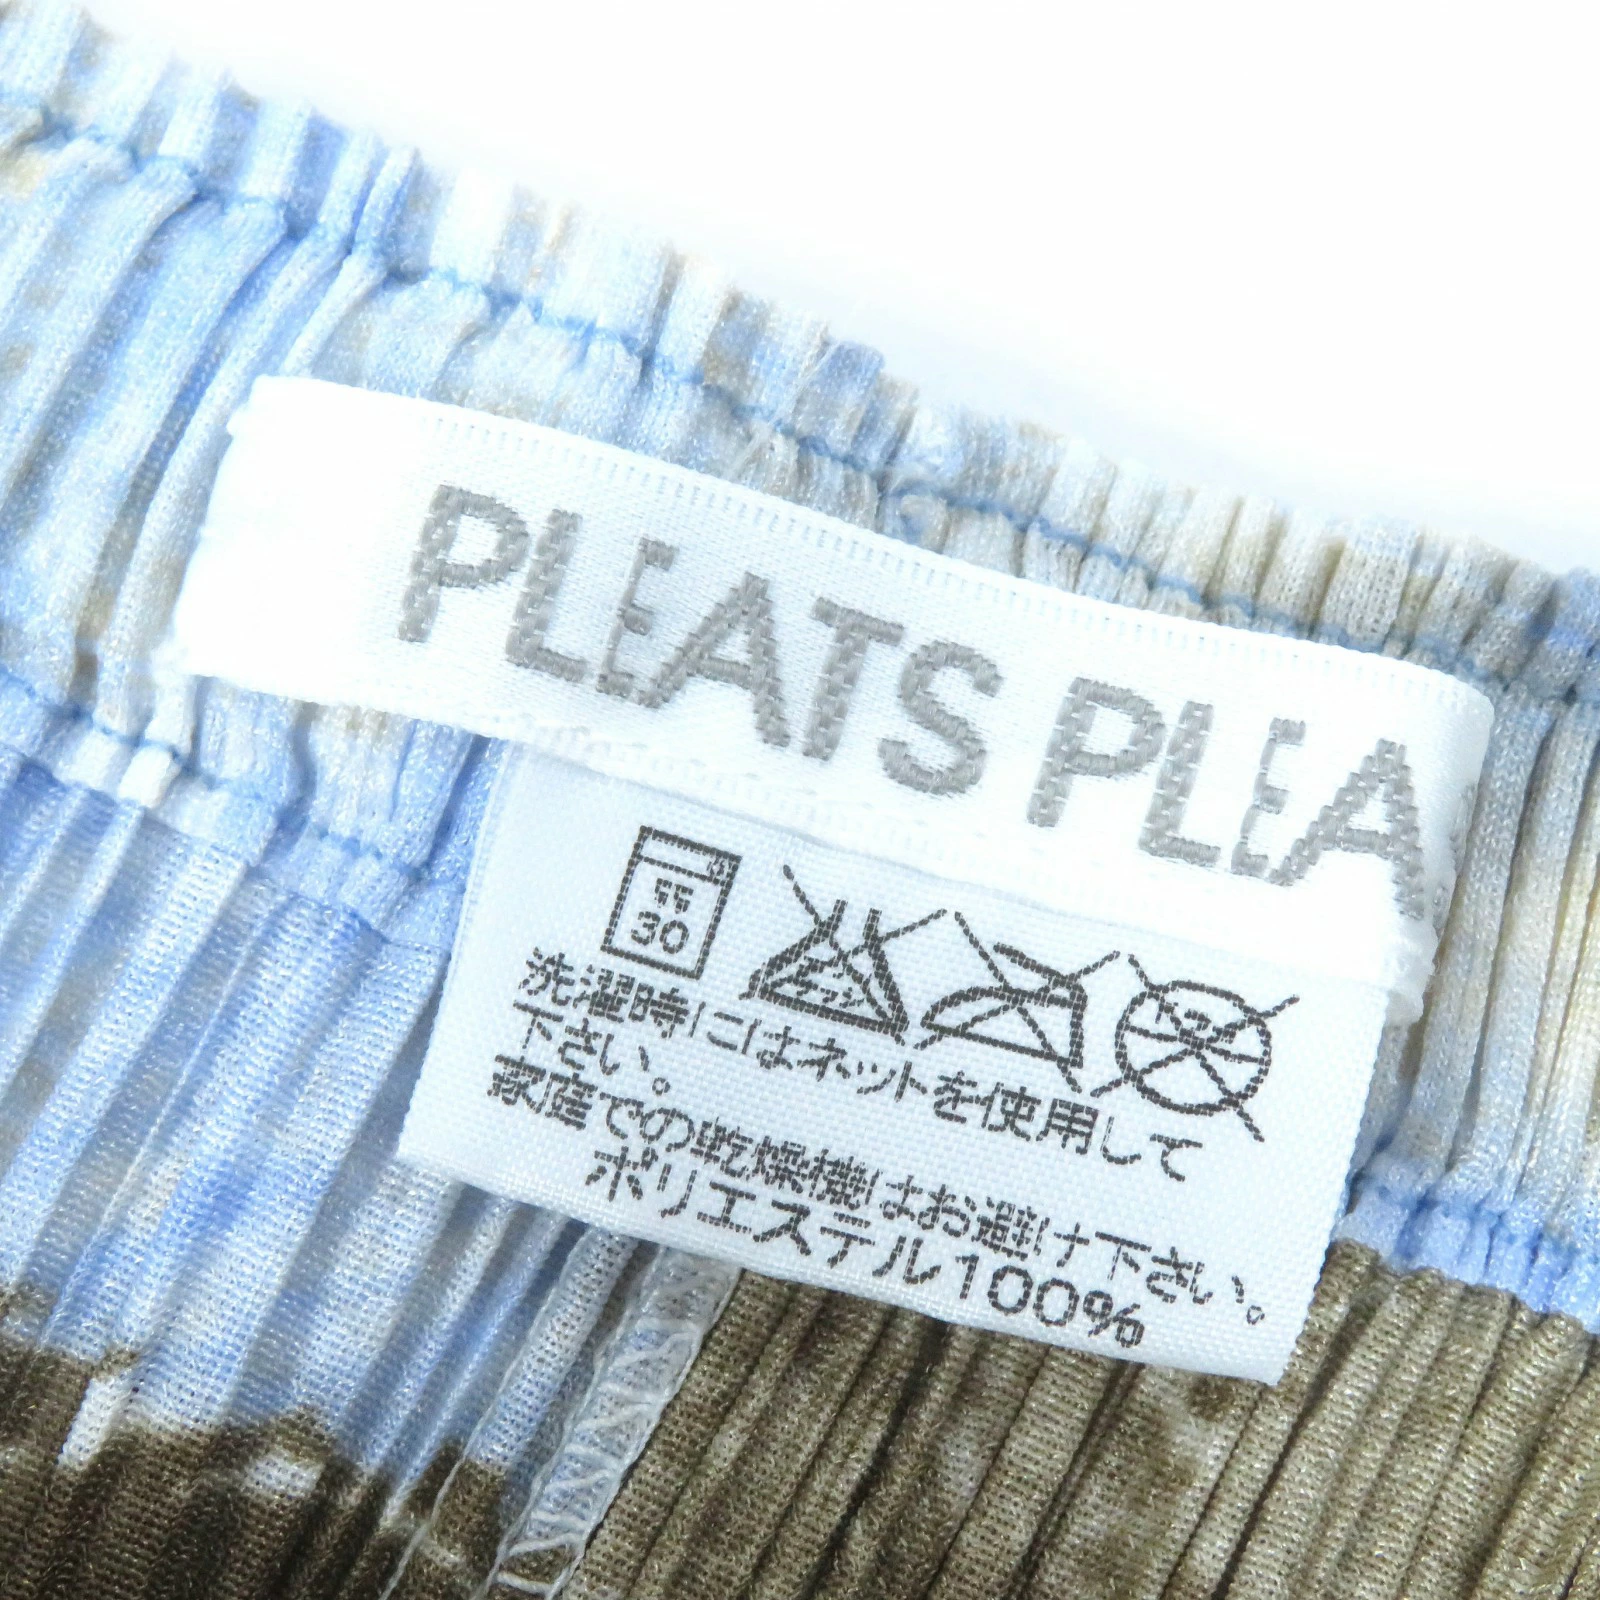 PLEATS PLEA
弱
30
洗濯時にはネットを使用して
下さい。
家庭での乾燥機はお避け下さい。
ポリエステル100%